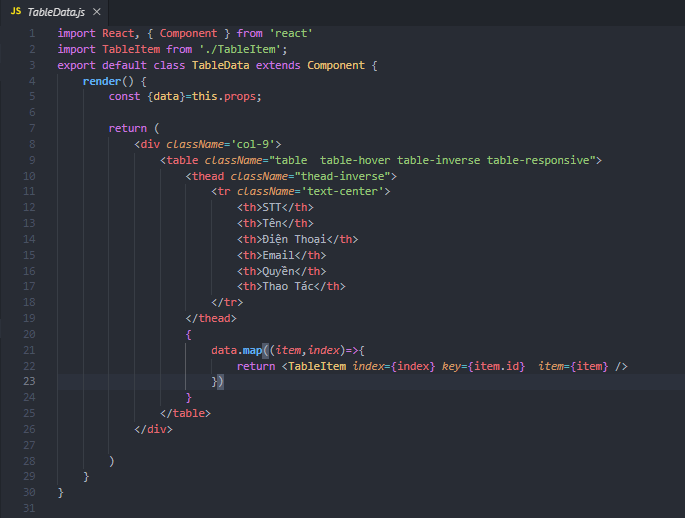 JS TableData.js ×
1 import React, { Component } from 'react'
2 import TableItem from './TableItem';
3 export default class TableData extends Component {
4     render() {
5         const {data}=this.props;
6
7         return (
8             <div className='col-9'>
9                 <table className="table  table-hover table-inverse table-responsive">
10                     <thead className="thead-inverse">
11                         <tr className='text-center'>
12                             <th>STT</th>
13                             <th>Tên</th>
14                             <th>Điện Thoại</th>
15                             <th>Email</th>
16                             <th>Quyền</th>
17                             <th>Thao Tác</th>
18                         </tr>
19                     </thead>
20                     {
21                         data.map((item,index)=>{
22                             return <TableItem index={index} key={item.id}  item={item} />
23                         })
24                     }
25                 </table>
26             </div>
27
28         )
29     }
30 }
31